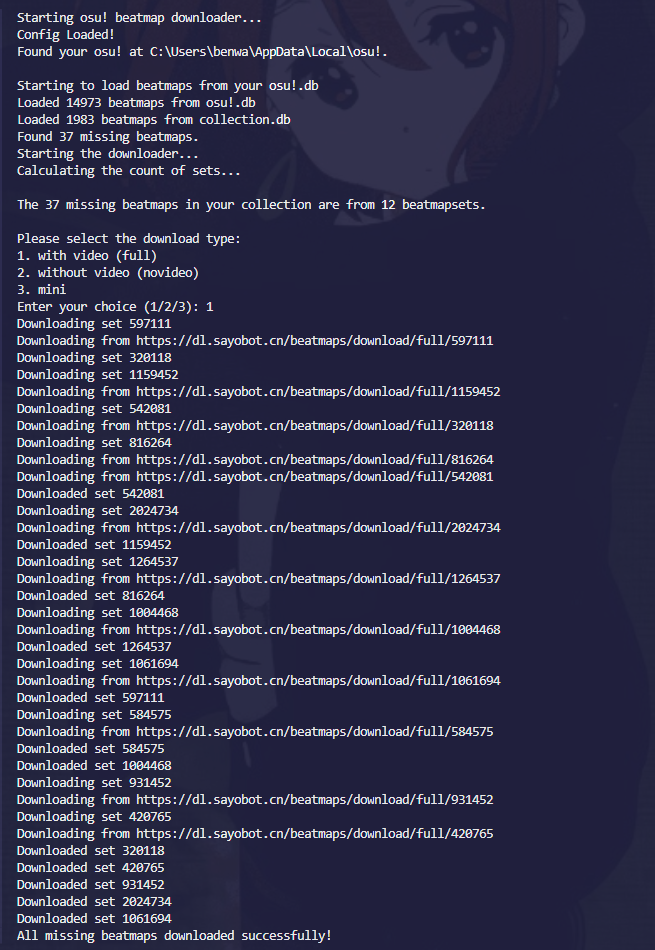 Starting osu! beatmap downloader...
Config Loaded!
Found your osu! at C:\Users\benwa\AppData\Local\osu!.
Starting to load beatmaps from your osu!.db
Loaded 14973 beatmaps from osu!.db
Loaded 1983 beatmaps from collection.db
Found 37 missing beatmaps.
Starting the downloader...
Calculating the count of sets...
The 37 missing beatmaps in your collection are from 12 beatmapsets.
Please select the download type:
1. with video (full)
2. without video (novideo)
3. mini
Enter your choice (1/2/3): 1
Downloading set 597111
Downloading from https://dl.sayobot.cn/beatmaps/download/full/597111
Downloading set 320118
Downloading set 1159452
Downloading from https://dl.sayobot.cn/beatmaps/download/full/1159452
Downloading set 542081
Downloading from https://dl.sayobot.cn/beatmaps/download/full/320118
Downloading set 816264
Downloading from https://dl.sayobot.cn/beatmaps/download/full/816264
Downloading from https://dl.sayobot.cn/beatmaps/download/full/542081
Downloaded set 542081
Downloading set 2024734
Downloading from https://dl.sayobot.cn/beatmaps/download/full/2024734
Downloaded set 1159452
Downloading set 1264537
Downloading from https://dl.sayobot.cn/beatmaps/download/full/1264537
Downloaded set 816264
Downloading set 1004468
Downloading from https://dl.sayobot.cn/beatmaps/download/full/1004468
Downloaded set 1264537
Downloading set 1061694
Downloading from https://dl.sayobot.cn/beatmaps/download/full/1061694
Downloaded set 597111
Downloading set 584575
Downloading from https://dl.sayobot.cn/beatmaps/download/full/584575
Downloaded set 584575
Downloaded set 1004468
Downloading set 931452
Downloading from https://dl.sayobot.cn/beatmaps/download/full/931452
Downloading set 420765
Downloading from https://dl.sayobot.cn/beatmaps/download/full/420765
Downloaded set 320118
Downloaded set 420765
Downloaded set 931452
Downloaded set 2024734
Downloaded set 1061694
All missing beatmaps downloaded successfully!